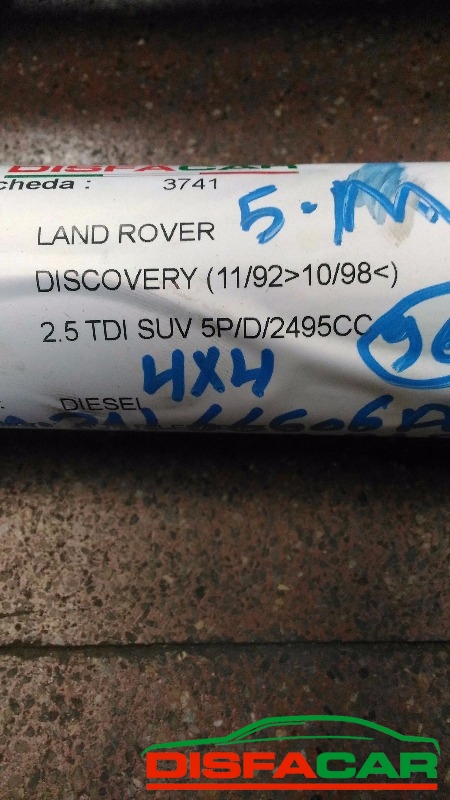 DISFACAR
cheda : 3741
5.M
LAND ROVER
DISCOVERY (11/92>10/98<)
2.5 TDI SUV 5P/D/2495CC
4X4
DIESEL
DISFACAR